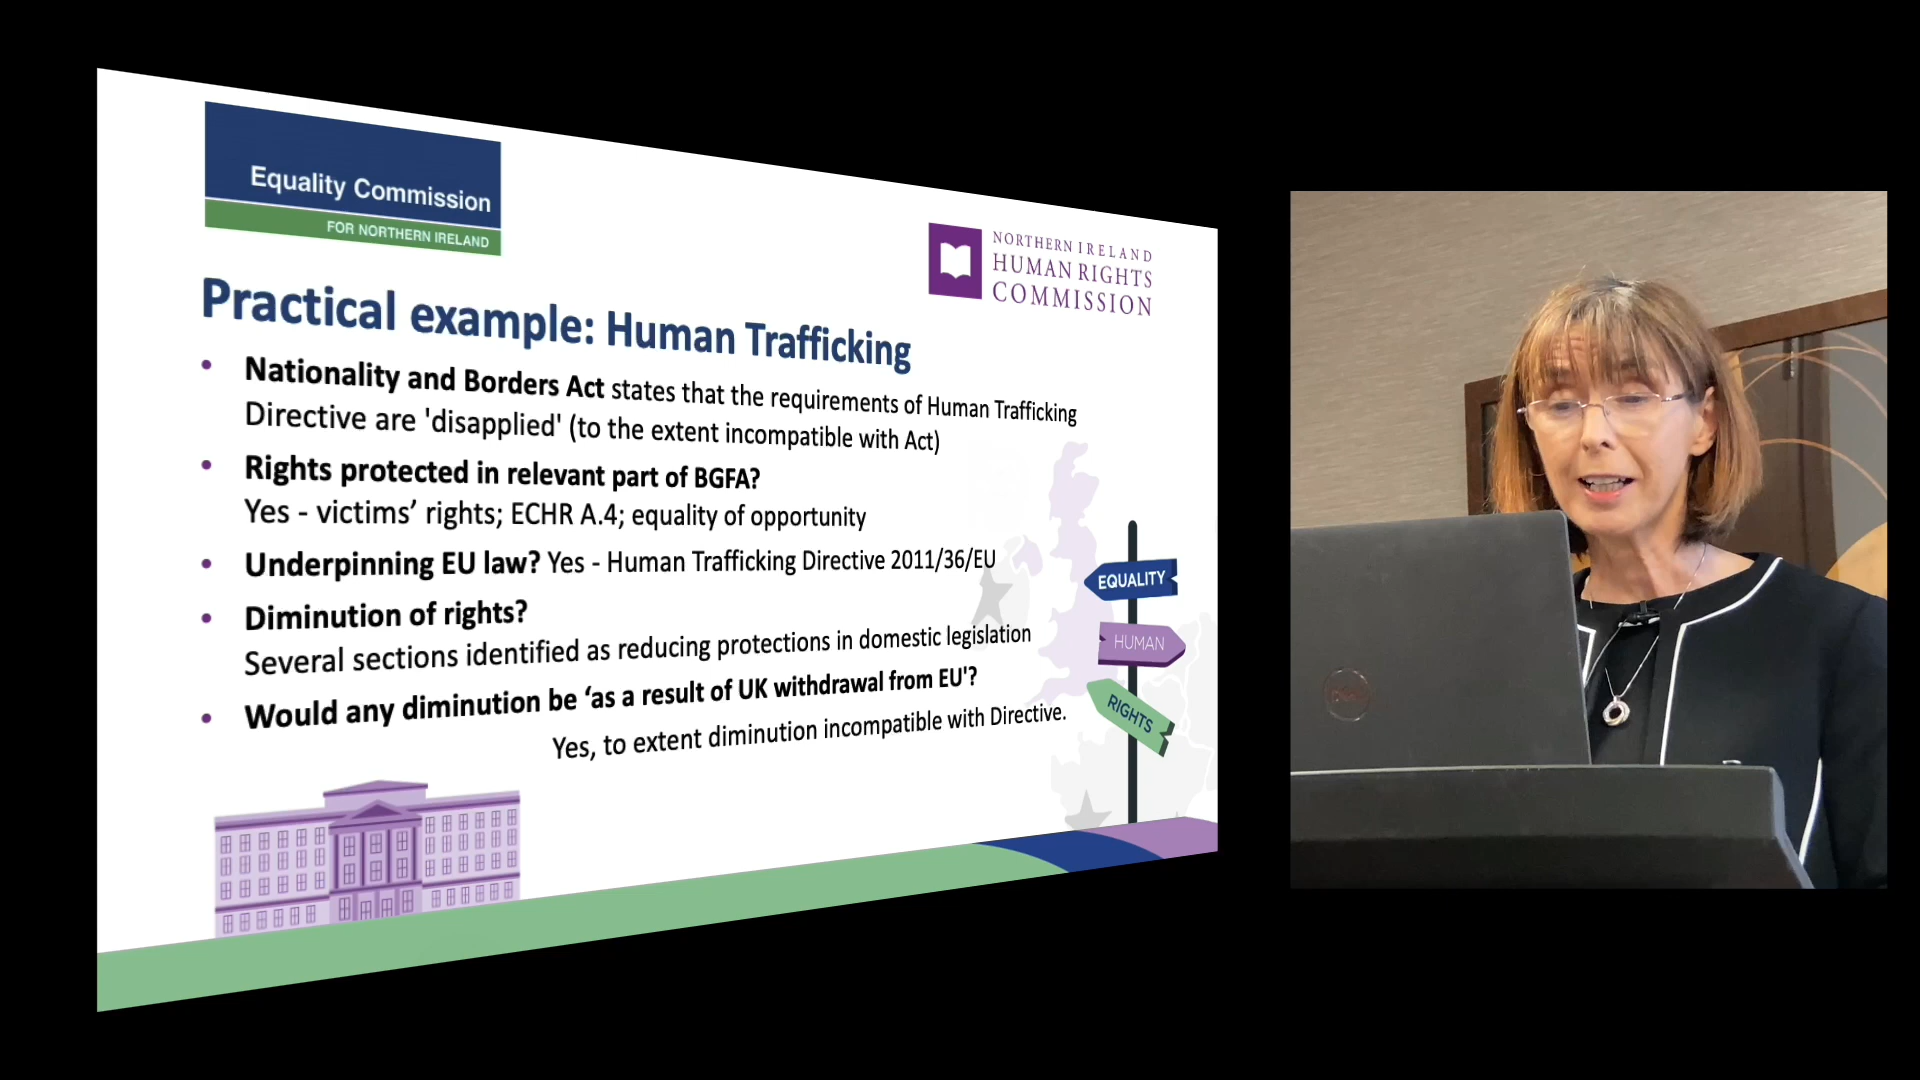 Equality Commission
FOR NORTHERN IRELAND
NORTHERN IRELAND
HUMAN RIGHTS
COMMISSION
Practical example: Human Trafficking
• Nationality and Borders Act states that the requirements of Human Trafficking
Directive are 'disapplied' (to the extent incompatible with Act)
• Rights protected in relevant part of BGFA?
Yes - victims’ rights; ECHR A.4; equality of opportunity
• Underpinning EU law? Yes - Human Trafficking Directive 2011/36/EU
• Diminution of rights?
Several sections identified as reducing protections in domestic legislation
• Would any diminution be ‘as a result of UK withdrawal from EU'?
Yes, to extent diminution incompatible with Directive.
EQUALITY
HUMAN
RIGHTS